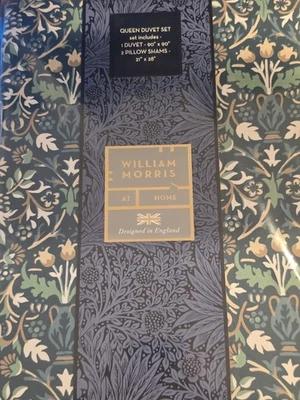 QUEEN DUVET SET
set includes -
1 DUVET - 90" x 90"
2 PILLOW SHAMS -
21" x 28"
WILLIAM
MORRIS
AT HOME
Designed in England